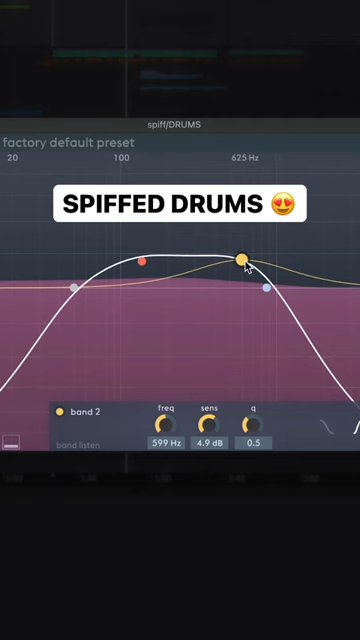 spiff/DRUMS
factory default preset
20 100 625 Hz
SPIFFED DRUMS 😍
band 2 freq sens q
band listen 599 Hz 4.9 dB 0.5